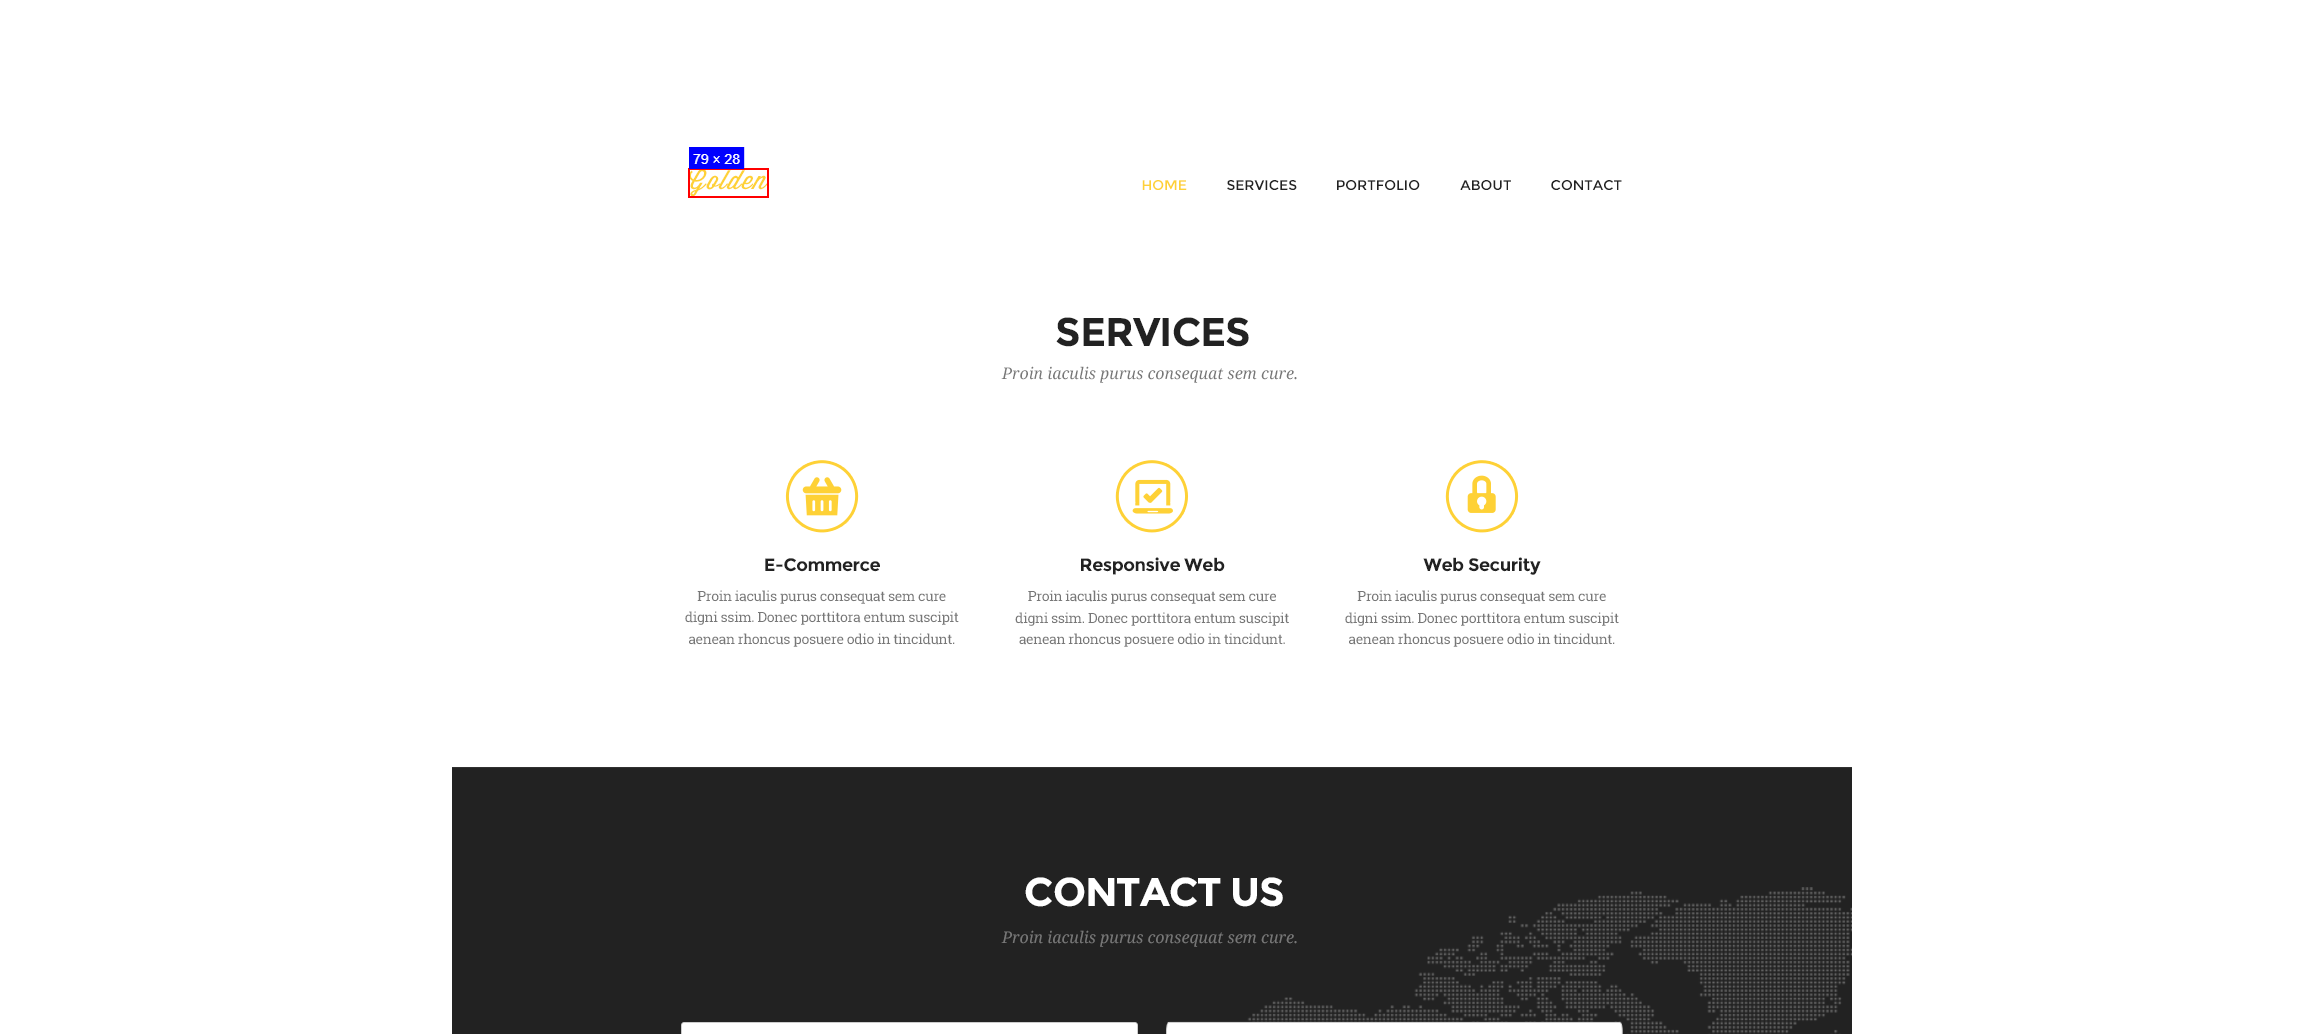 79 × 28
Golden
HOME SERVICES PORTFOLIO ABOUT CONTACT
SERVICES
Proin iaculis purus consequat sem cure.
E-Commerce
Proin iaculis purus consequat sem cure
digni ssim. Donec porttitora entum suscipit
aenean rhoncus posuere odio in tincidunt.
Responsive Web
Proin iaculis purus consequat sem cure
digni ssim. Donec porttitora entum suscipit
aenean rhoncus posuere odio in tincidunt.
Web Security
Proin iaculis purus consequat sem cure
digni ssim. Donec porttitora entum suscipit
aenean rhoncus posuere odio in tincidunt.
CONTACT US
Proin iaculis purus consequat sem cure.